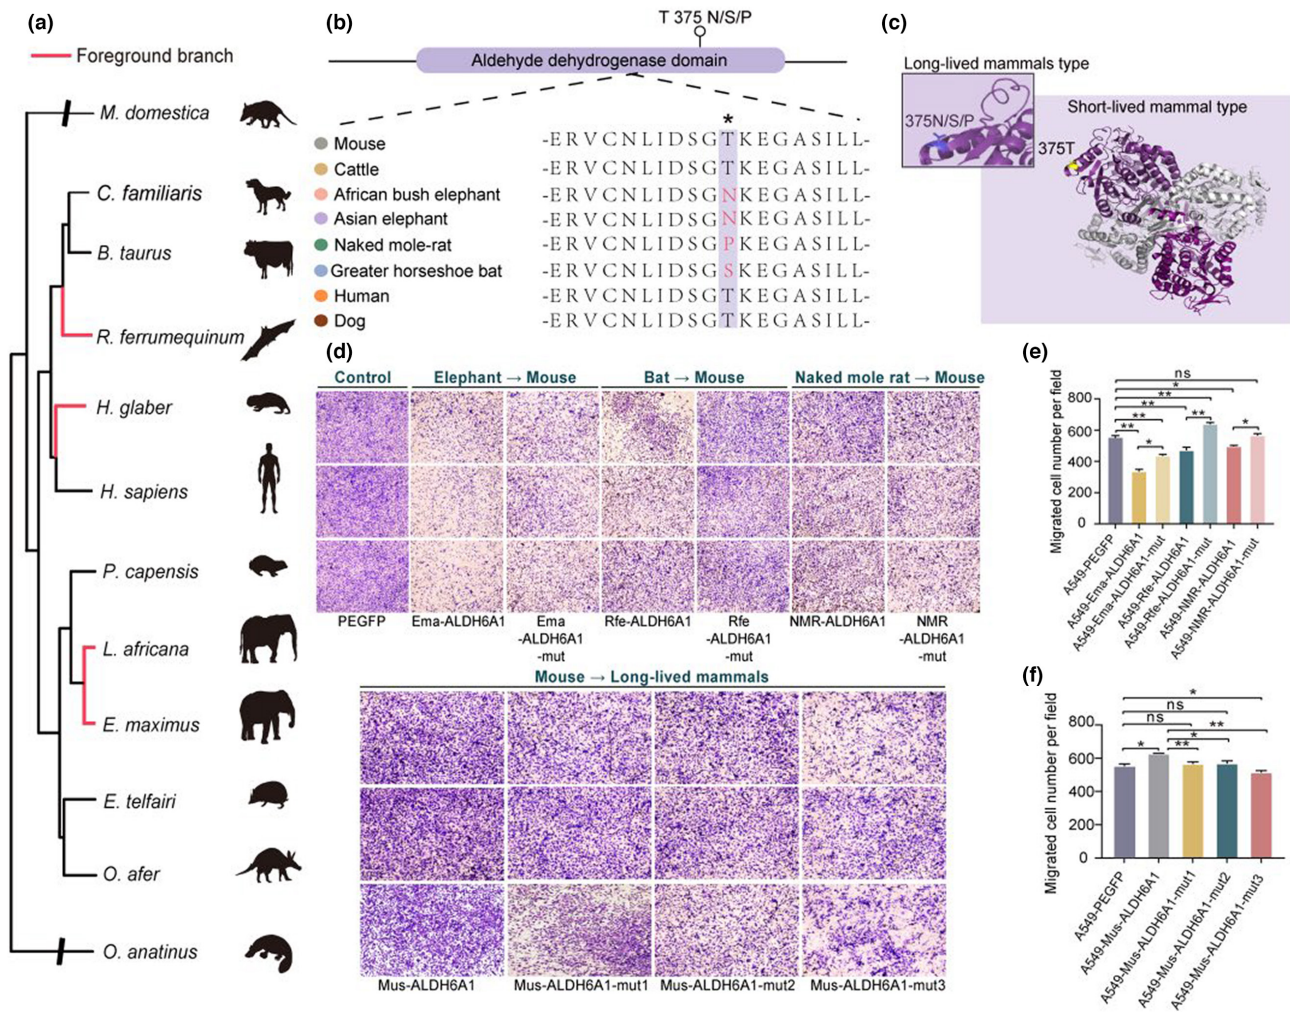 (a)
Foreground branch
M. domestica
C. familiaris
B. taurus
R. ferrumequinum
H. glaber
H. sapiens
P. capensis
L. africana
E. maximus
E. telfairi
O. afer
O. anatinus
(b)
T 375 N/S/P
Aldehyde dehydrogenase domain
*
Mouse -ERVCNLIDSGTKEGASILL-
Cattle -ERVCNLIDSGTKEGASILL-
African bush elephant -ERVCNLIDSGNKEGASILL-
Asian elephant -ERVCNLIDSGNKEGASILL-
Naked mole-rat -ERVCNLIDSGPKEGASILL-
Greater horseshoe bat -ERVCNLIDSGSKEGASILL-
Human -ERVCNLIDSGTKEGASILL-
Dog -ERVCNLIDSGTKEGASILL-
(c)
Long-lived mammals type
375N/S/P
Short-lived mammal type
375T
(d)
Control
Elephant → Mouse
Bat → Mouse
Naked mole rat → Mouse
PEGFP
Ema-ALDH6A1
Ema
-ALDH6A1
-mut
Rfe-ALDH6A1
Rfe
-ALDH6A1
-mut
NMR-ALDH6A1
NMR
-ALDH6A1
-mut
Mouse → Long-lived mammals
Mus-ALDH6A1
Mus-ALDH6A1-mut1
Mus-ALDH6A1-mut2
Mus-ALDH6A1-mut3
(e)
Migrated cell number per field
800
600
400
200
0
ns
*
**
**
**
**
**
*
*
A549-PEGFP
A549-Ema-ALDH6A1
A549-Ema-ALDH6A1-mut
A549-Rfe-ALDH6A1
A549-Rfe-ALDH6A1-mut
A549-NMR-ALDH6A1
A549-NMR-ALDH6A1-mut
(f)
Migrated cell number per field
800
600
400
200
0
*
ns
ns
**
*
*
**
A549-PEGFP
A549-Mus-ALDH6A1
A549-Mus-ALDH6A1-mut1
A549-Mus-ALDH6A1-mut2
A549-Mus-ALDH6A1-mut3